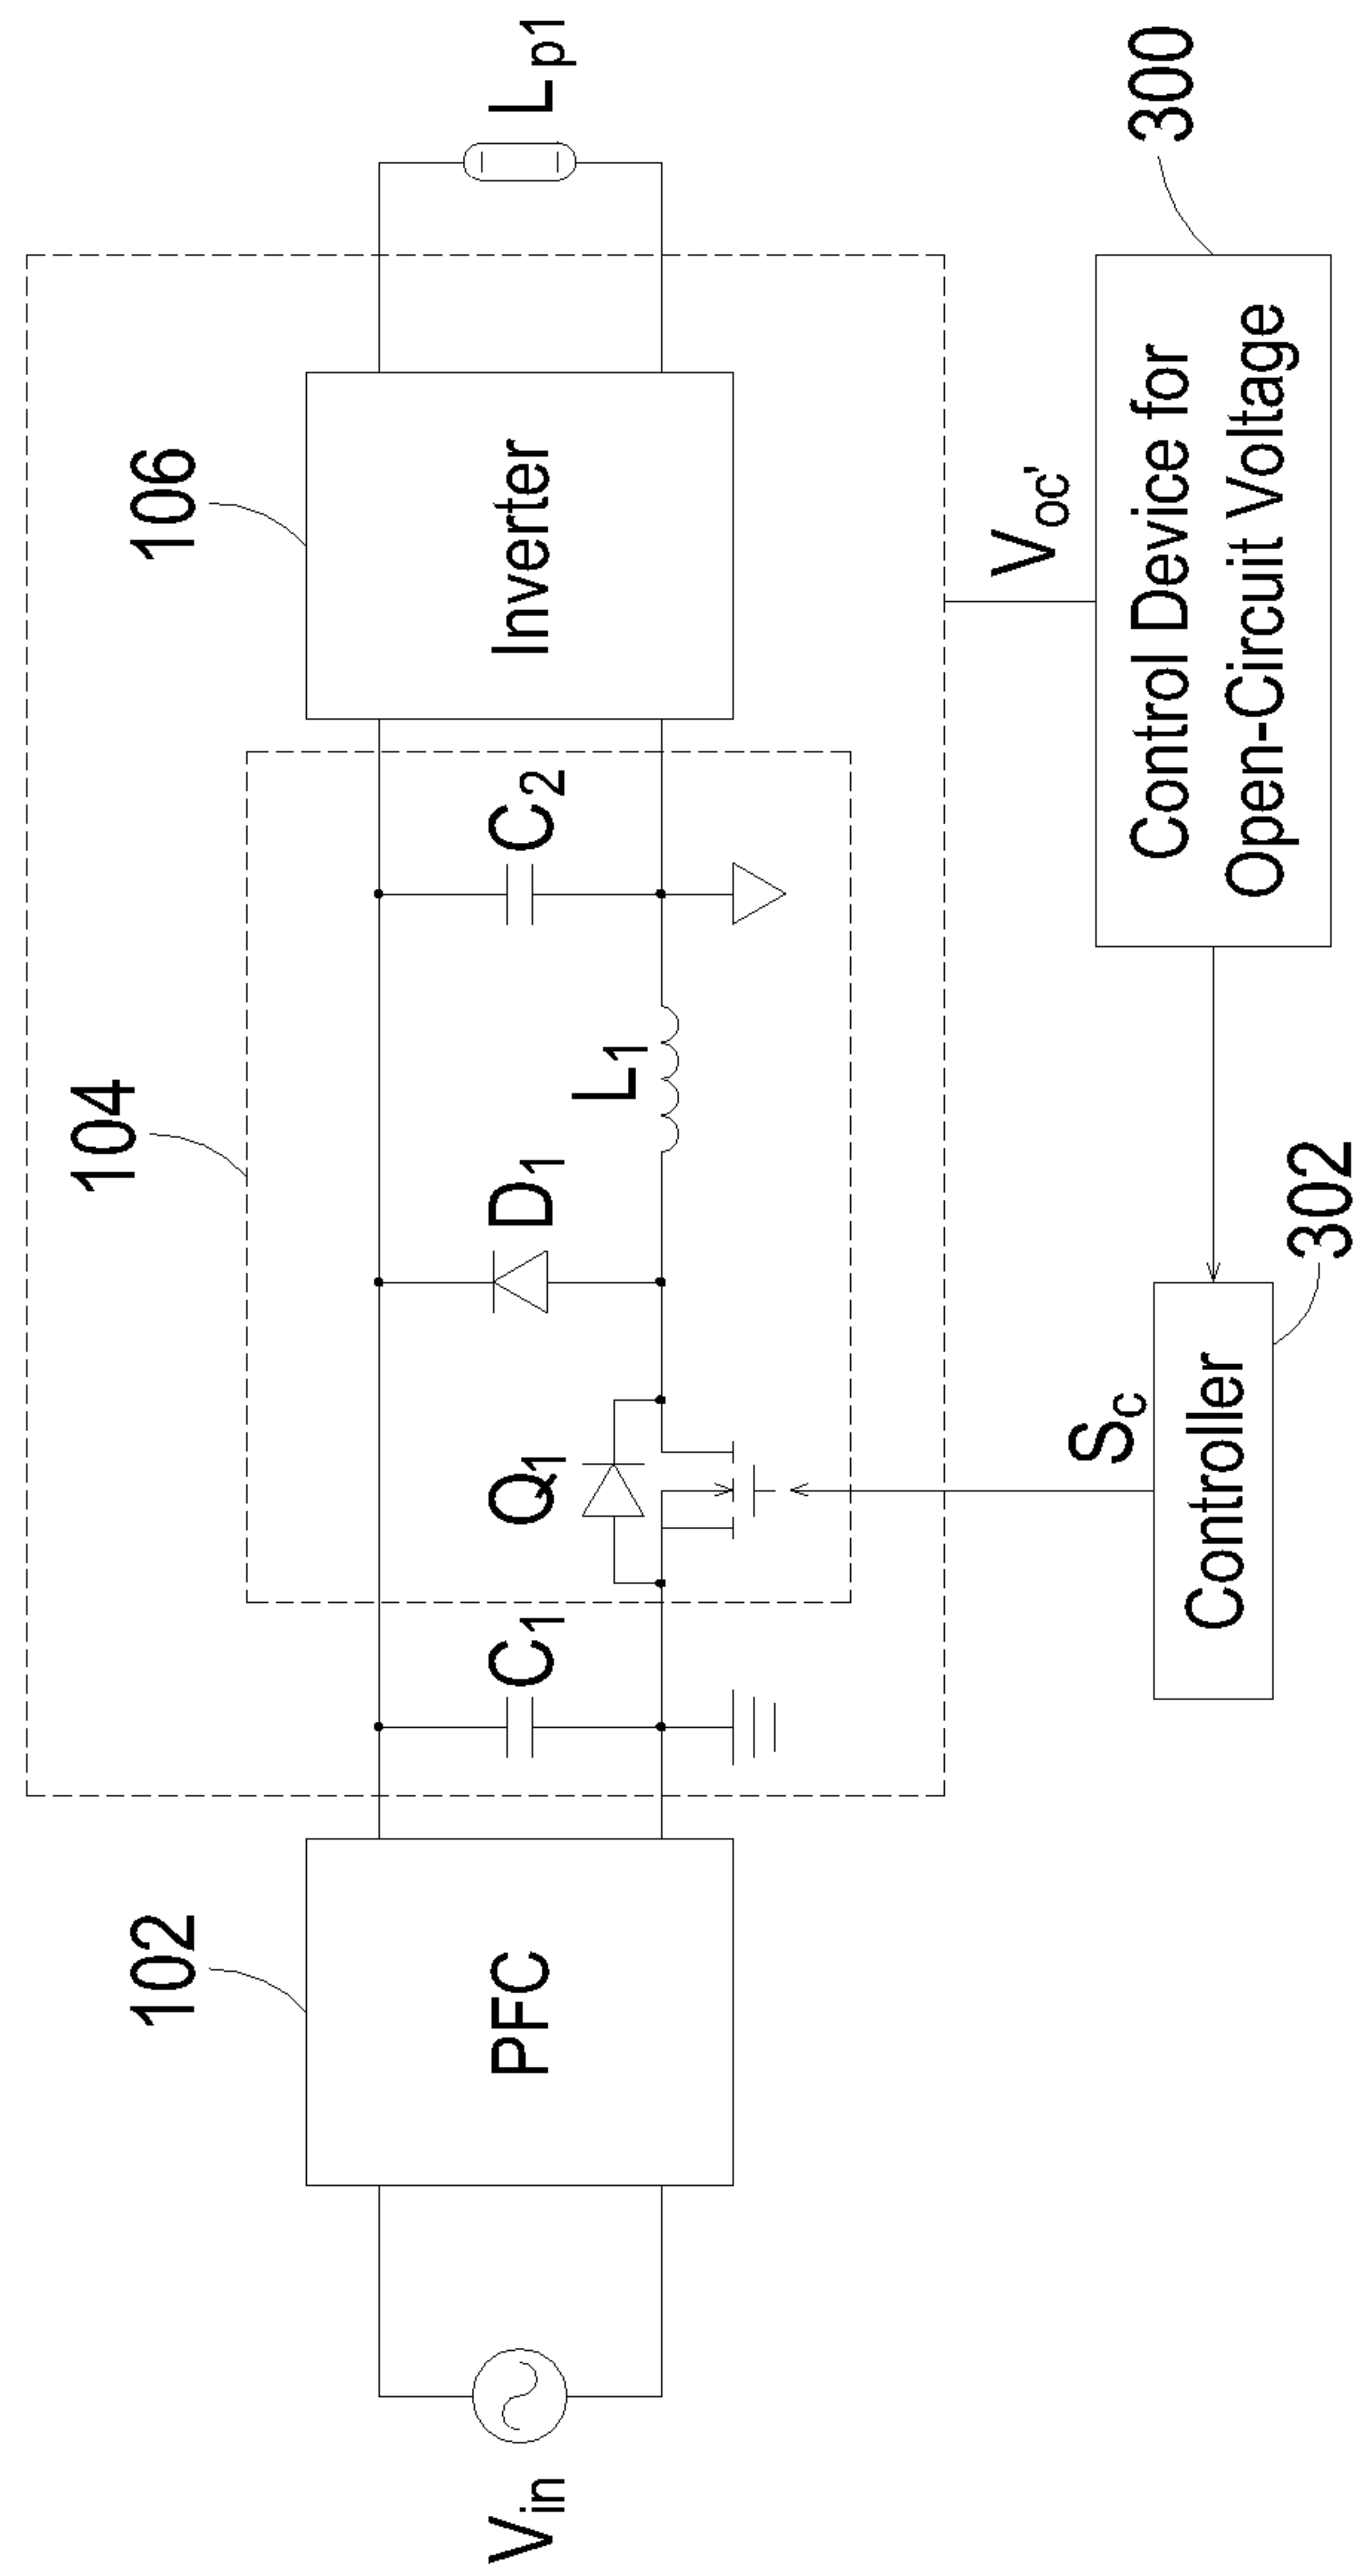 104
102
106
Vin
PFC
C1
Q1
D1
L1
C2
Inverter
Lp1
Sc
Voc'
Controller
302
Control Device for
Open-Circuit Voltage
300